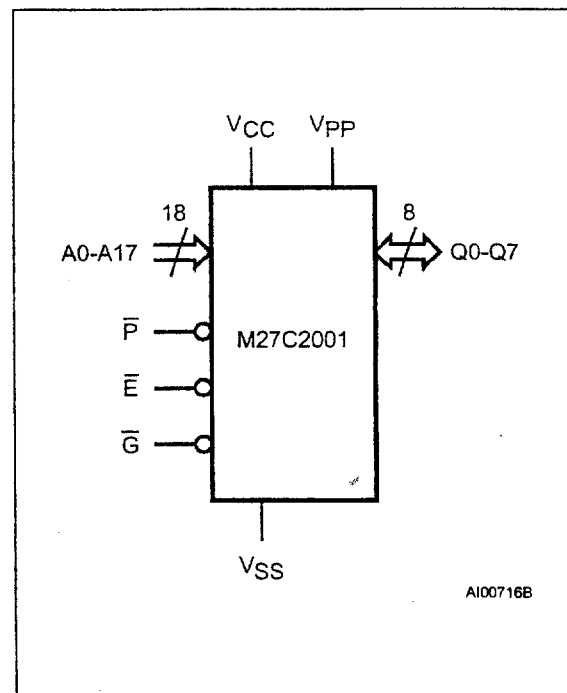 VCC VPP
18 8
A0-A17 Q0-Q7
P̅
M27C2001
E̅
G̅
VSS
AI00716B